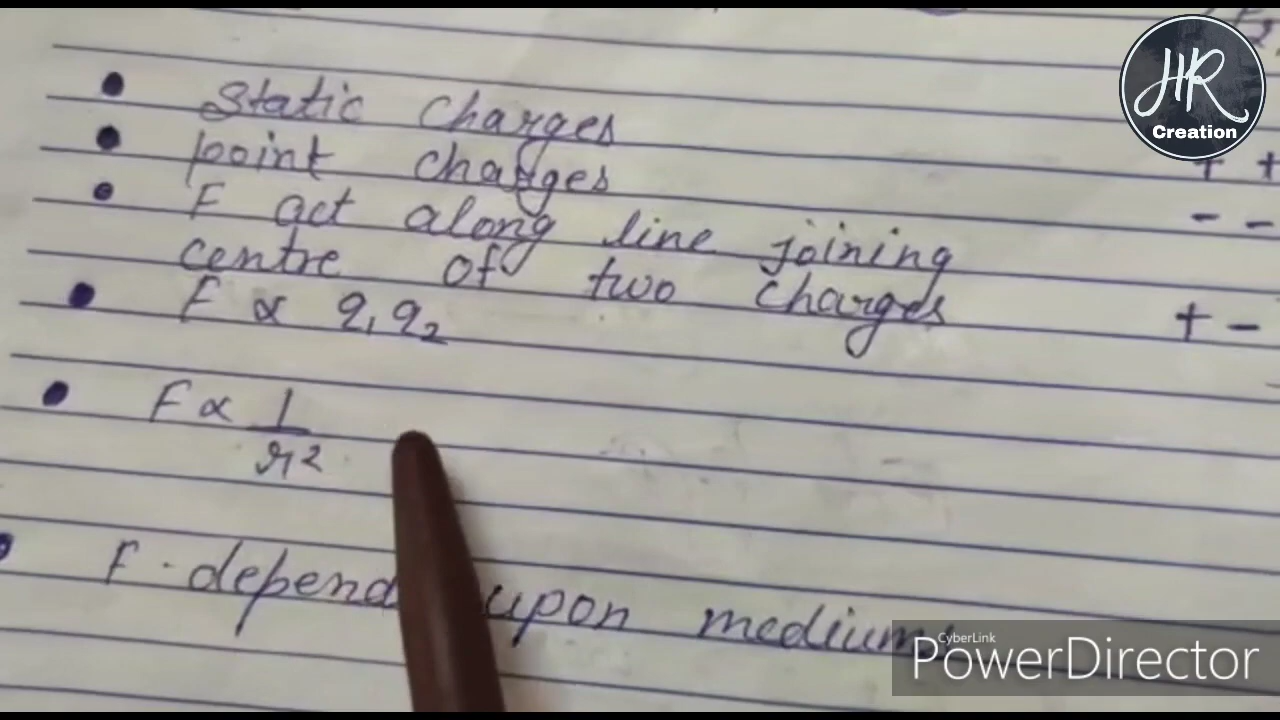 • Static charges
• point charges
• F act along line joining
centre of two charges
• F ∝ q₁q₂
• F ∝ 1/r²
• F depend upon medium
+ +
- -
+ -
HR
Creation
CyberLink
PowerDirector